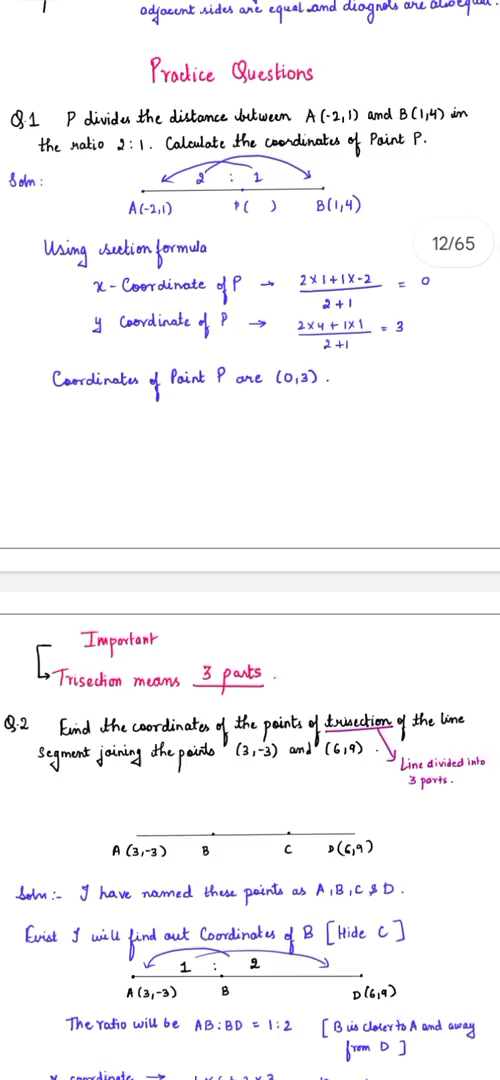 adjacent sides are equal and diagnols are also equal.
Practice Questions
Q.1 P divides the distance between A(-2,1) and B(1,4) in
the ratio 2:1. Calculate the coordinates of Point P.
Soln:
2 : 1
A(-2,1) P( ) B(1,4)
Using section formula
12/65
x - Coordinate of P → 2×1+1×-2 / 2+1 = 0
y Coordinate of P → 2×4+1×1 / 2+1 = 3
Coordinates of Point P are (0,3).
Important
Trisection means 3 parts.
Q.2 Find the coordinates of the points of trisection of the line
segment joining the points (3,-3) and (6,9).
Line divided into
3 parts.
A(3,-3) B C D(6,9)
Soln:- I have named these points as A,B,C & D.
First I will find out Coordinates of B [Hide C]
1 : 2
A(3,-3) B D(6,9)
The ratio will be AB:BD = 1:2 [B is closer to A and away
from D]
x coordinate →